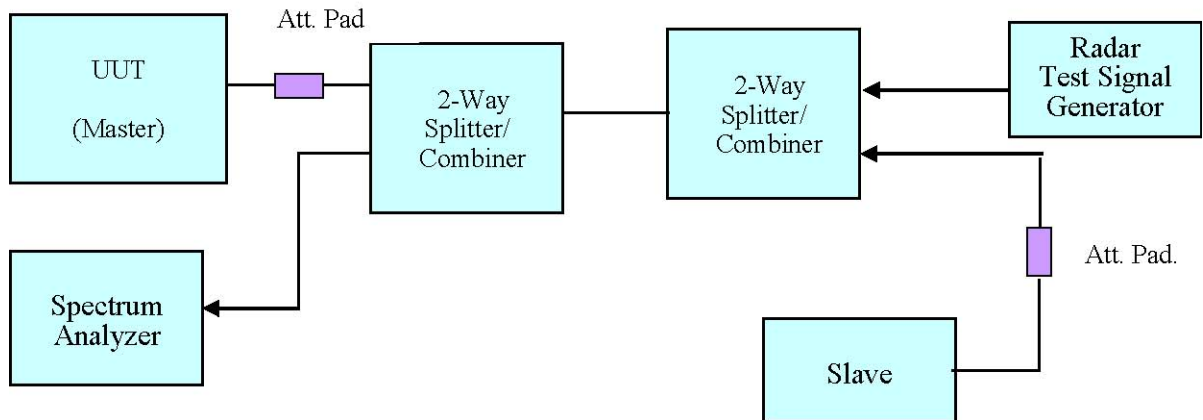 Att. Pad
UUT
(Master)
2-Way
Splitter/
Combiner
2-Way
Splitter/
Combiner
Radar
Test Signal
Generator
Att. Pad.
Spectrum
Analyzer
Slave